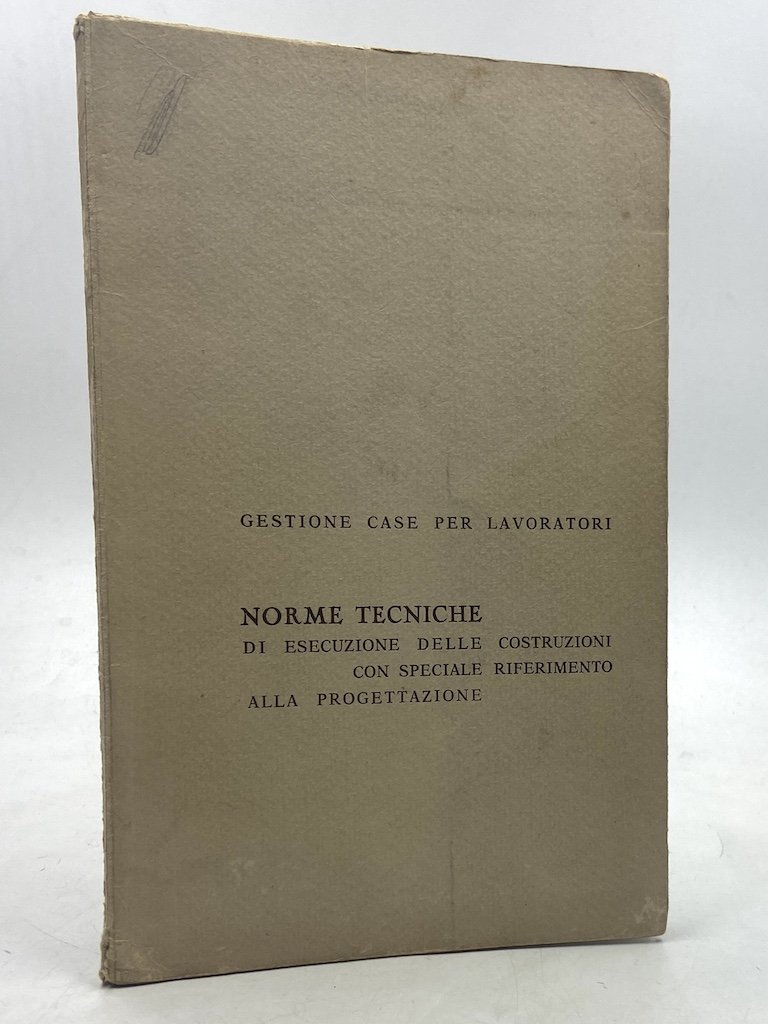 GESTIONE CASE PER LAVORATORI
NORME TECNICHE
DI ESECUZIONE DELLE COSTRUZIONI
CON SPECIALE RIFERIMENTO
ALLA PROGETTAZIONE